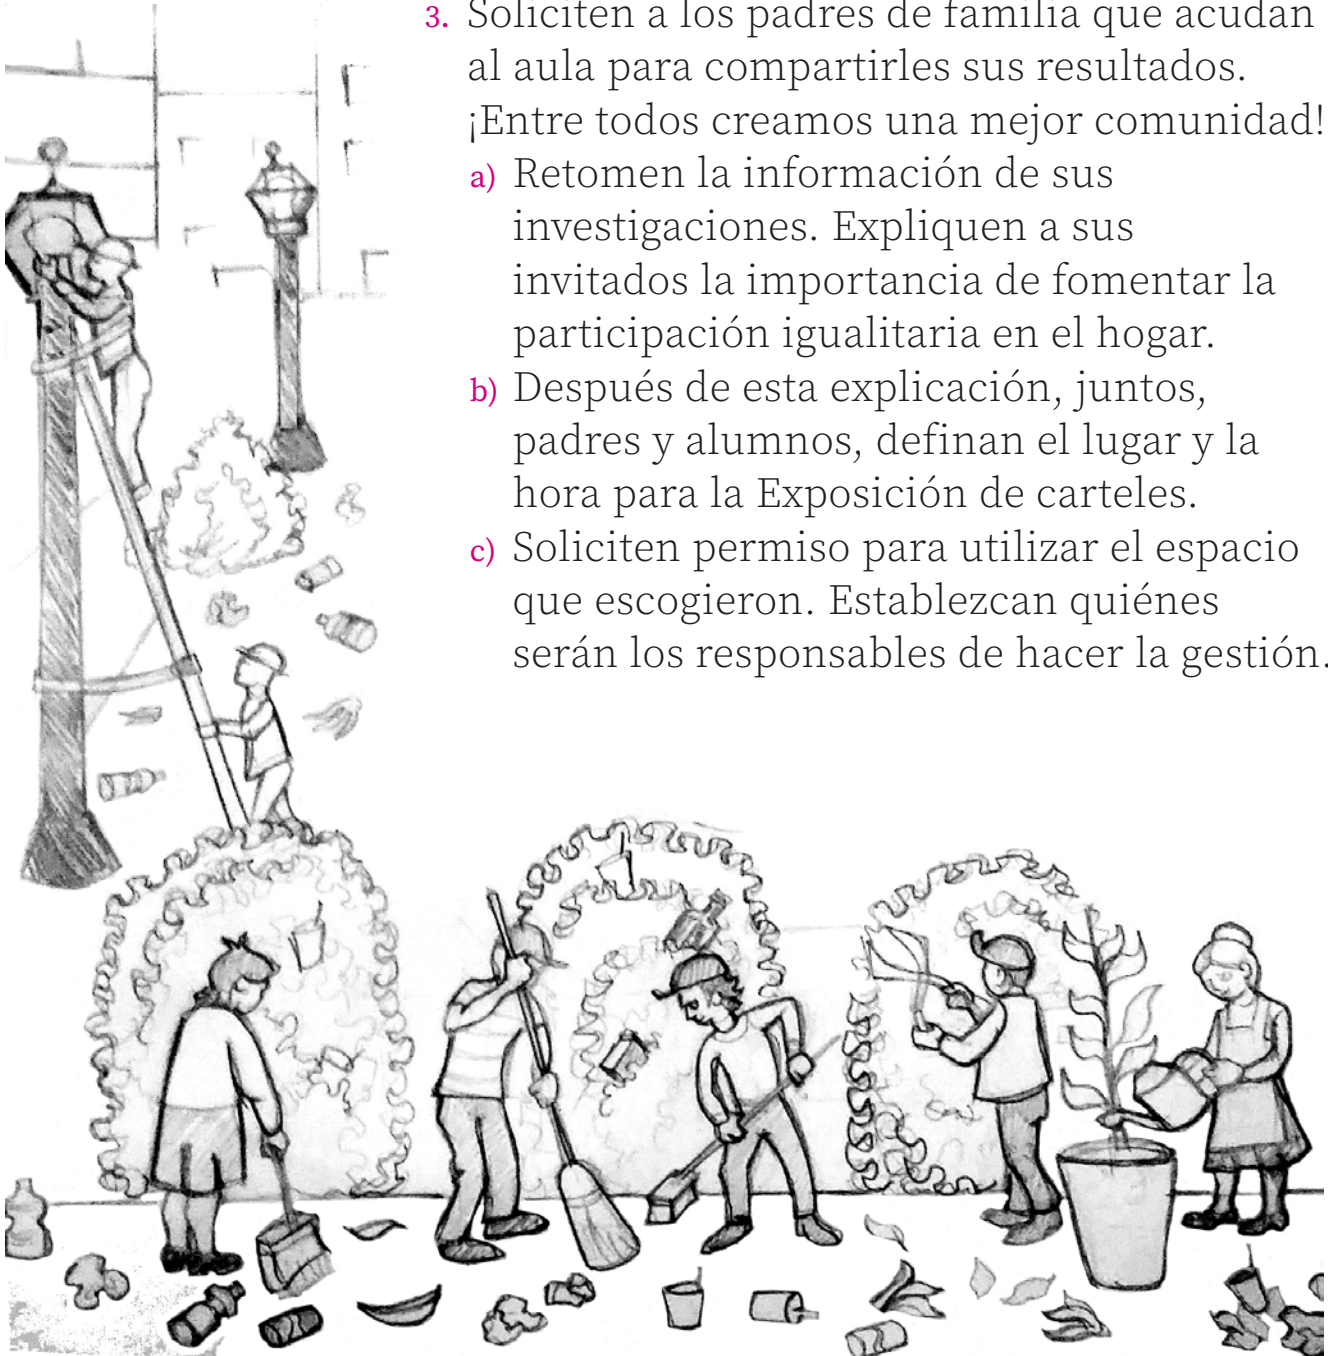 3. Soliciten a los padres de familia que acudan
al aula para compartirles sus resultados.
¡Entre todos creamos una mejor comunidad!
a) Retomen la información de sus
investigaciones. Expliquen a sus
invitados la importancia de fomentar la
participación igualitaria en el hogar.
b) Después de esta explicación, juntos,
padres y alumnos, definan el lugar y la
hora para la Exposición de carteles.
c) Soliciten permiso para utilizar el espacio
que escogieron. Establezcan quiénes
serán los responsables de hacer la gestión.